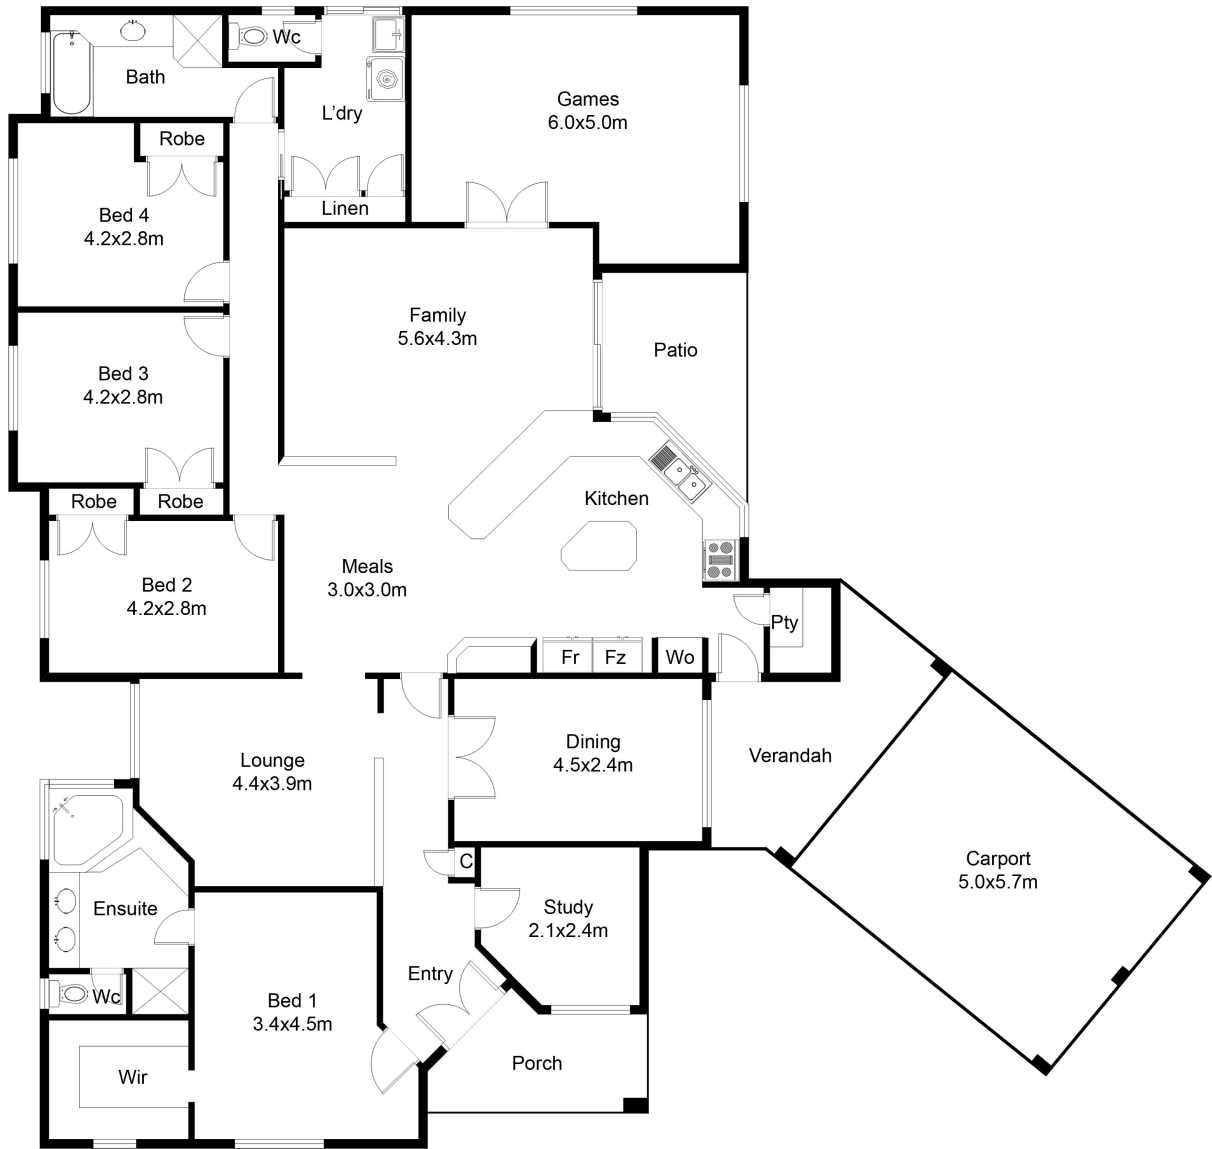 Wc
Bath
L'dry
Games
6.0x5.0m
Robe
Linen
Bed 4
4.2x2.8m
Family
5.6x4.3m
Patio
Bed 3
4.2x2.8m
Robe
Robe
Kitchen
Meals
3.0x3.0m
Bed 2
4.2x2.8m
Pty
Fr
Fz
Wo
Dining
4.5x2.4m
Verandah
Lounge
4.4x3.9m
C
Carport
5.0x5.7m
Ensuite
Study
2.1x2.4m
Entry
Wc
Bed 1
3.4x4.5m
Porch
Wir